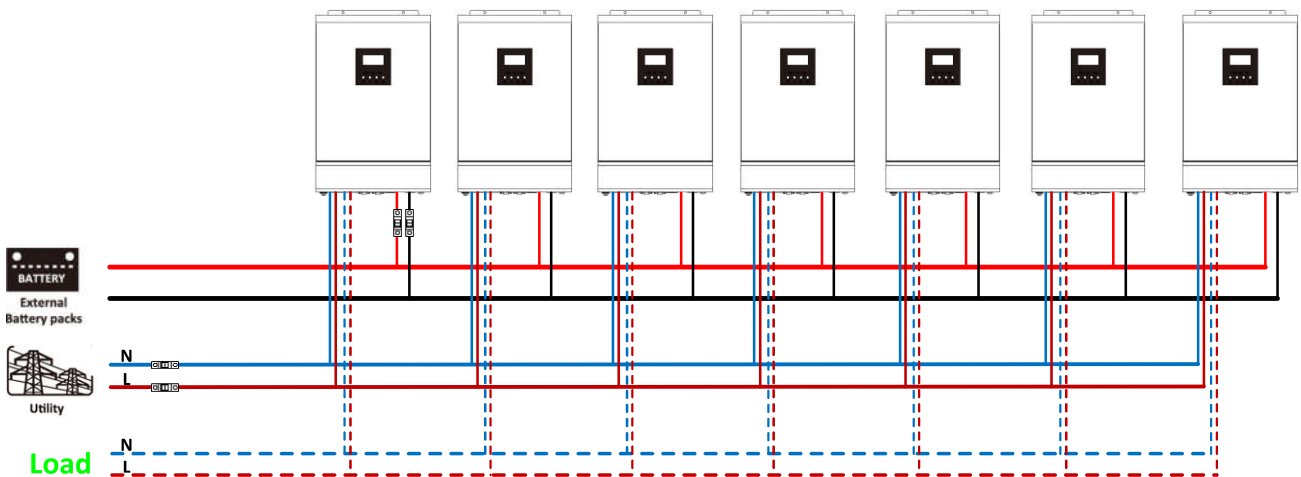 BATTERY
External
Battery packs
N
L
Utility
N
L
Load